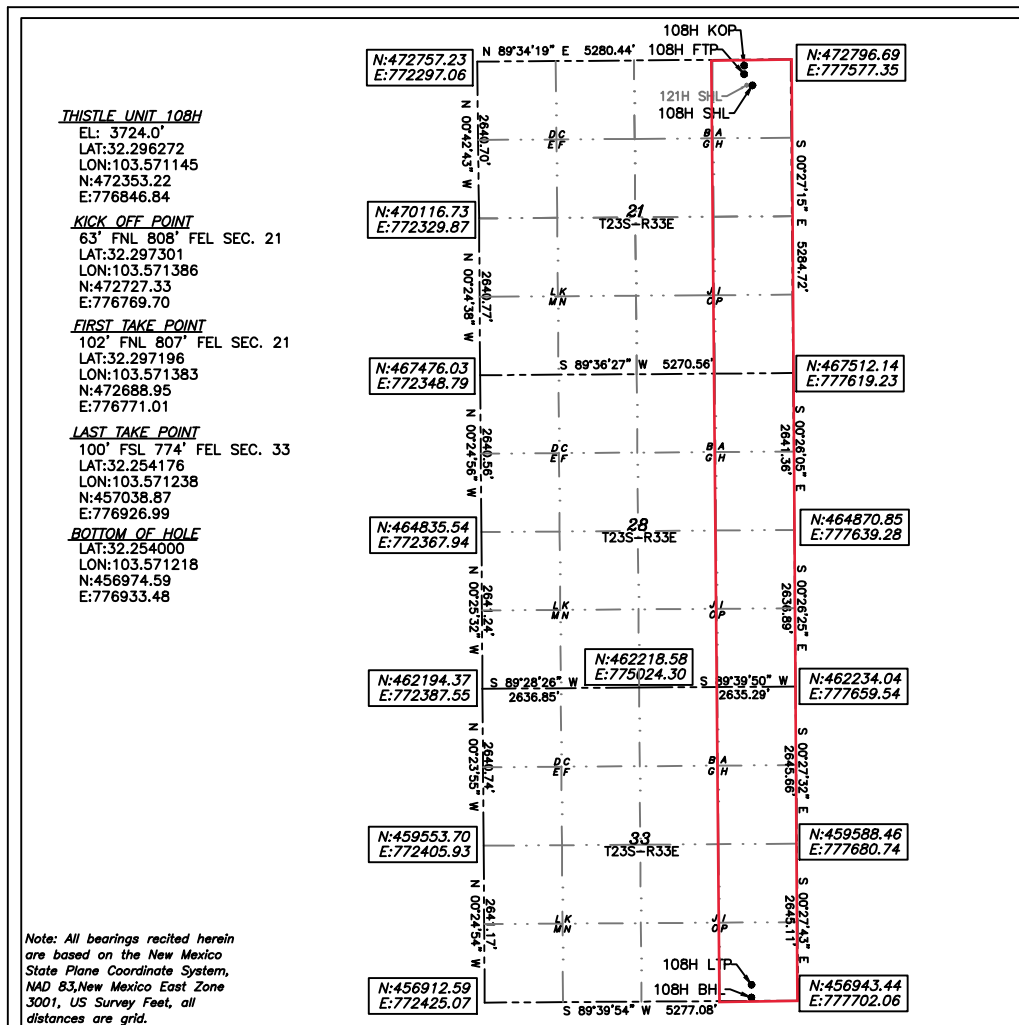 108H KOP
N 89°34'19" E 5280.44'
108H FTP
N:472757.23
E:772297.06
N:472796.69
E:777577.35
121H SHL
108H SHL
THISTLE UNIT 108H
EL: 3724.0'
LAT:32.296272
LON:103.571145
N:472353.22
E:776846.84
KICK OFF POINT
63' FNL 808' FEL SEC. 21
LAT:32.297301
LON:103.571386
N:472727.33
E:776769.70
FIRST TAKE POINT
102' FNL 807' FEL SEC. 21
LAT:32.297196
LON:103.571383
N:472688.95
E:776771.01
LAST TAKE POINT
100' FSL 774' FEL SEC. 33
LAT:32.254176
LON:103.571238
N:457038.87
E:776926.99
BOTTOM OF HOLE
LAT:32.254000
LON:103.571218
N:456974.59
E:776933.48
N 00°42'43" W
2640.70'
D C
E F
B A
G H
S 00°27'15" E 5284.72'
N:470116.73
E:772329.87
21
T23S-R33E
N 00°24'38" W
2640.77'
L K
M N
J I
O P
N:467476.03
E:772348.79
S 89°36'27" W 5270.56'
N:467512.14
E:777619.23
N 00°24'56" W
2640.56'
D C
E F
B A
G H
S 00°26'05" E
2641.36'
N:464835.54
E:772367.94
28
T23S-R33E
N:464870.85
E:777639.28
N 00°25'32" W
2641.24'
L K
M N
J I
O P
S 00°26'25" E
2636.89'
N:462218.58
E:775024.30
N:462194.37
E:772387.55
S 89°28'26" W
2636.85'
S 89°39'50" W
2635.29'
N:462234.04
E:777659.54
N 00°23'55" W
2640.74'
D C
E F
B A
G H
S 00°27'32" E
2645.66'
N:459553.70
E:772405.93
33
T23S-R33E
N:459588.46
E:777680.74
N 00°24'54" W
2641.17'
L K
M N
J I
O P
S 00°27'43" E
2645.11'
108H LTP
108H BHL
N:456912.59
E:772425.07
S 89°39'54" W 5277.08'
N:456943.44
E:777702.06
Note: All bearings recited herein
are based on the New Mexico
State Plane Coordinate System,
NAD 83,New Mexico East Zone
3001, US Survey Feet, all
distances are grid.